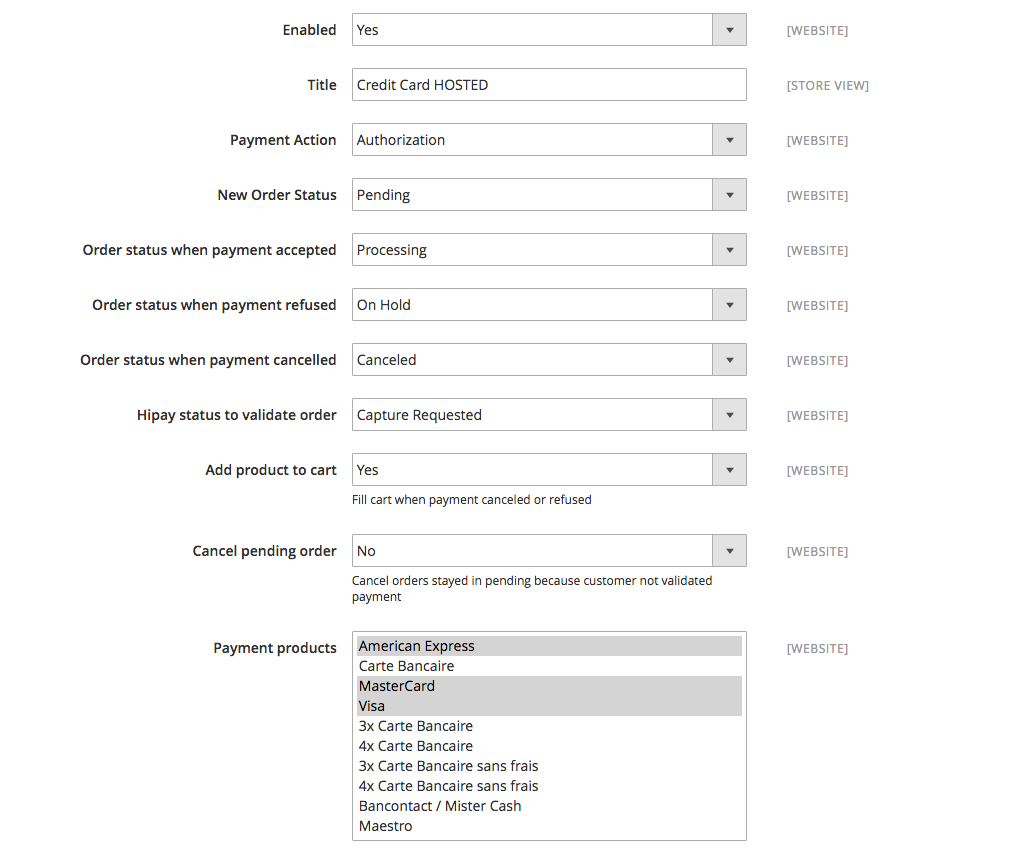 Enabled Yes [WEBSITE]
Title Credit Card HOSTED [STORE VIEW]
Payment Action Authorization [WEBSITE]
New Order Status Pending [WEBSITE]
Order status when payment accepted Processing [WEBSITE]
Order status when payment refused On Hold [WEBSITE]
Order status when payment cancelled Canceled [WEBSITE]
Hipay status to validate order Capture Requested [WEBSITE]
Add product to cart Yes [WEBSITE]
Fill cart when payment canceled or refused
Cancel pending order No [WEBSITE]
Cancel orders stayed in pending because customer not validated
payment
Payment products American Express [WEBSITE]
Carte Bancaire
MasterCard
Visa
3x Carte Bancaire
4x Carte Bancaire
3x Carte Bancaire sans frais
4x Carte Bancaire sans frais
Bancontact / Mister Cash
Maestro